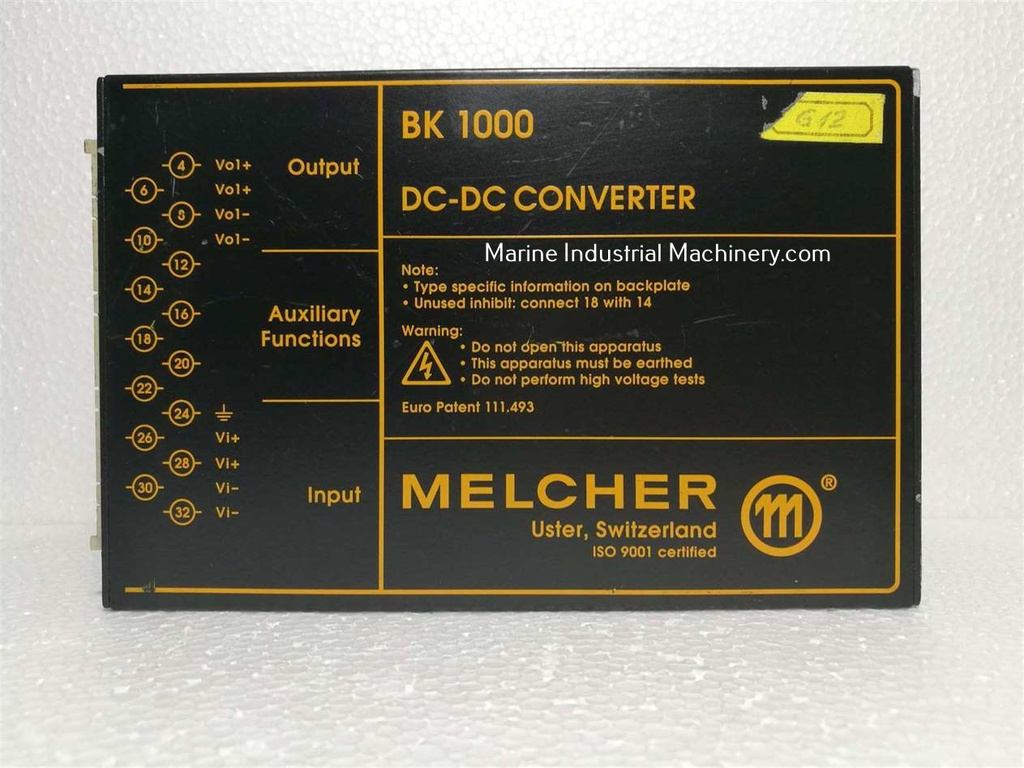 4 Vo1+ Output
6 Vo1+
8 Vo1-
10 Vo1-
12
14
16
18
Auxiliary
Functions
20
22
24
26 Vi+
28 Vi+
30 Vi-
32 Vi-
Input
BK 1000
G12
DC-DC CONVERTER
Marine Industrial Machinery.com
Note:
• Type specific information on backplate
• Unused inhibit: connect 18 with 14
Warning:
• Do not open this apparatus
• This apparatus must be earthed
• Do not perform high voltage tests
Euro Patent 111.493
MELCHER
m ®
Uster, Switzerland
ISO 9001 certified